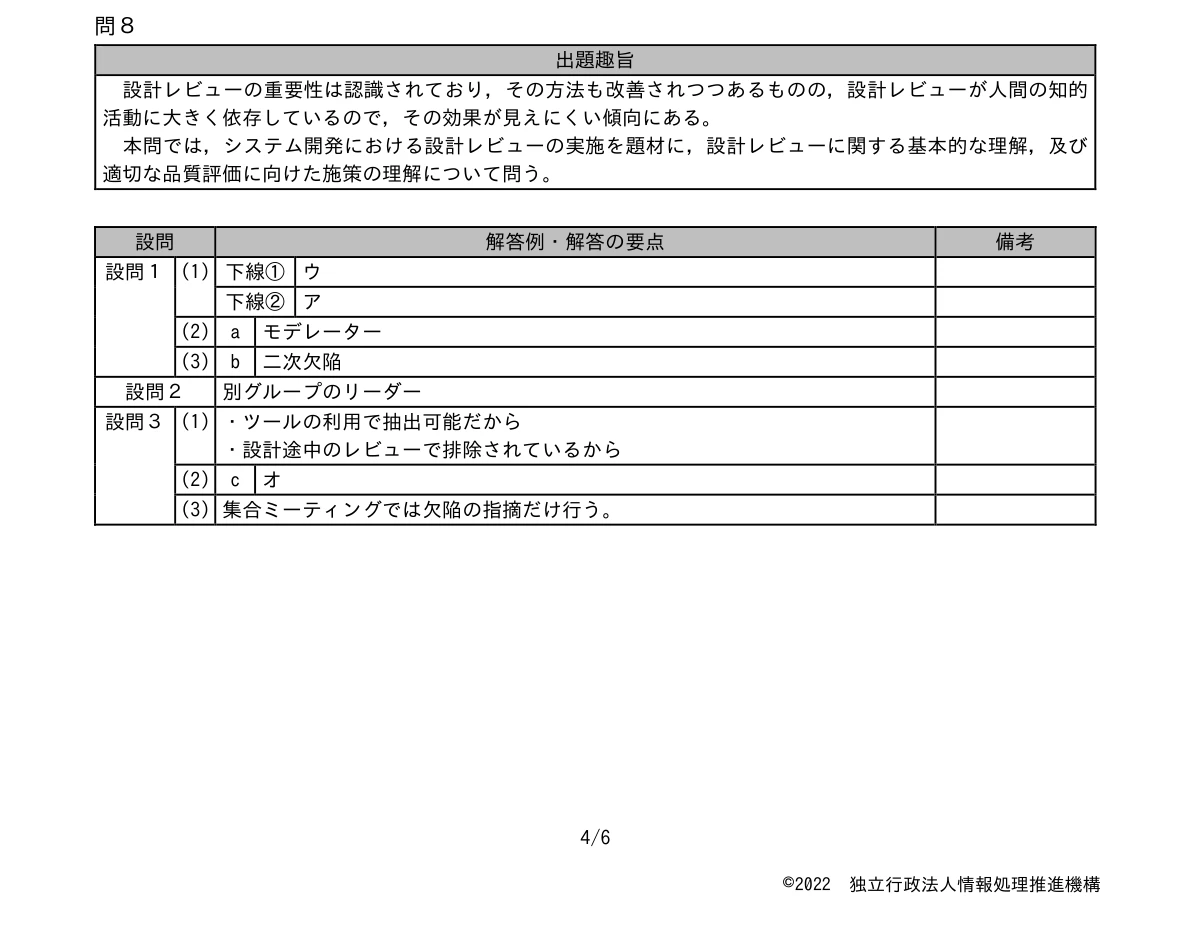 問８
出題趣旨
設計レビューの重要性は認識されており，その方法も改善されつつあるものの，設計レビューが人間の知的
活動に大きく依存しているので，その効果が見えにくい傾向にある。
本問では，システム開発における設計レビューの実施を題材に，設計レビューに関する基本的な理解，及び
適切な品質評価に向けた施策の理解について問う。
設問 解答例・解答の要点 備考
設問１ (1) 下線① ウ
下線② ア
(2) a モデレーター
(3) b 二次欠陥
設問２ 別グループのリーダー
設問３ (1) ・ツールの利用で抽出可能だから
・設計途中のレビューで排除されているから
(2) c オ
(3) 集合ミーティングでは欠陥の指摘だけ行う。
4/6
©2022 独立行政法人情報処理推進機構